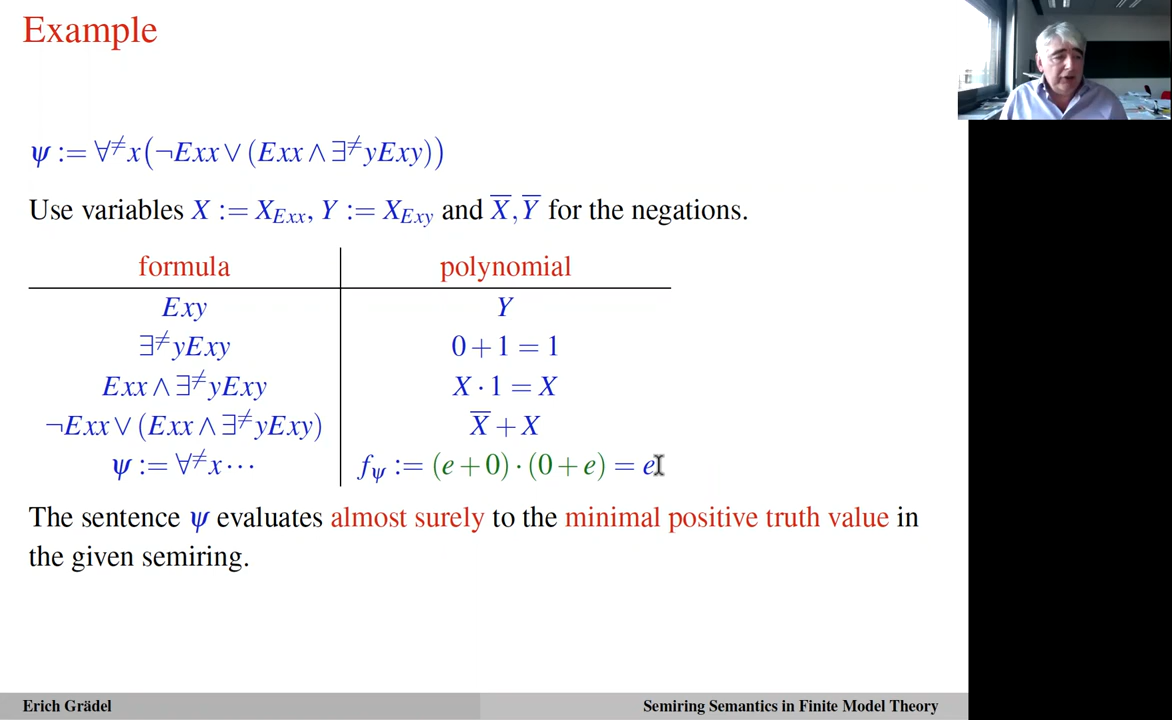 Example
ψ := ∀≠x(¬Exx ∨ (Exx ∧ ∃≠yExy))
Use variables X := X_Exx, Y := X_Exy and X̅, Y̅ for the negations.
formula polynomial
Exy Y
∃≠yExy 0 + 1 = 1
Exx ∧ ∃≠yExy X · 1 = X
¬Exx ∨ (Exx ∧ ∃≠yExy) X̅ + X
ψ := ∀≠x ··· f_ψ := (e + 0) · (0 + e) = e
The sentence ψ evaluates almost surely to the minimal positive truth value in
the given semiring.
Erich Grädel Semiring Semantics in Finite Model Theory